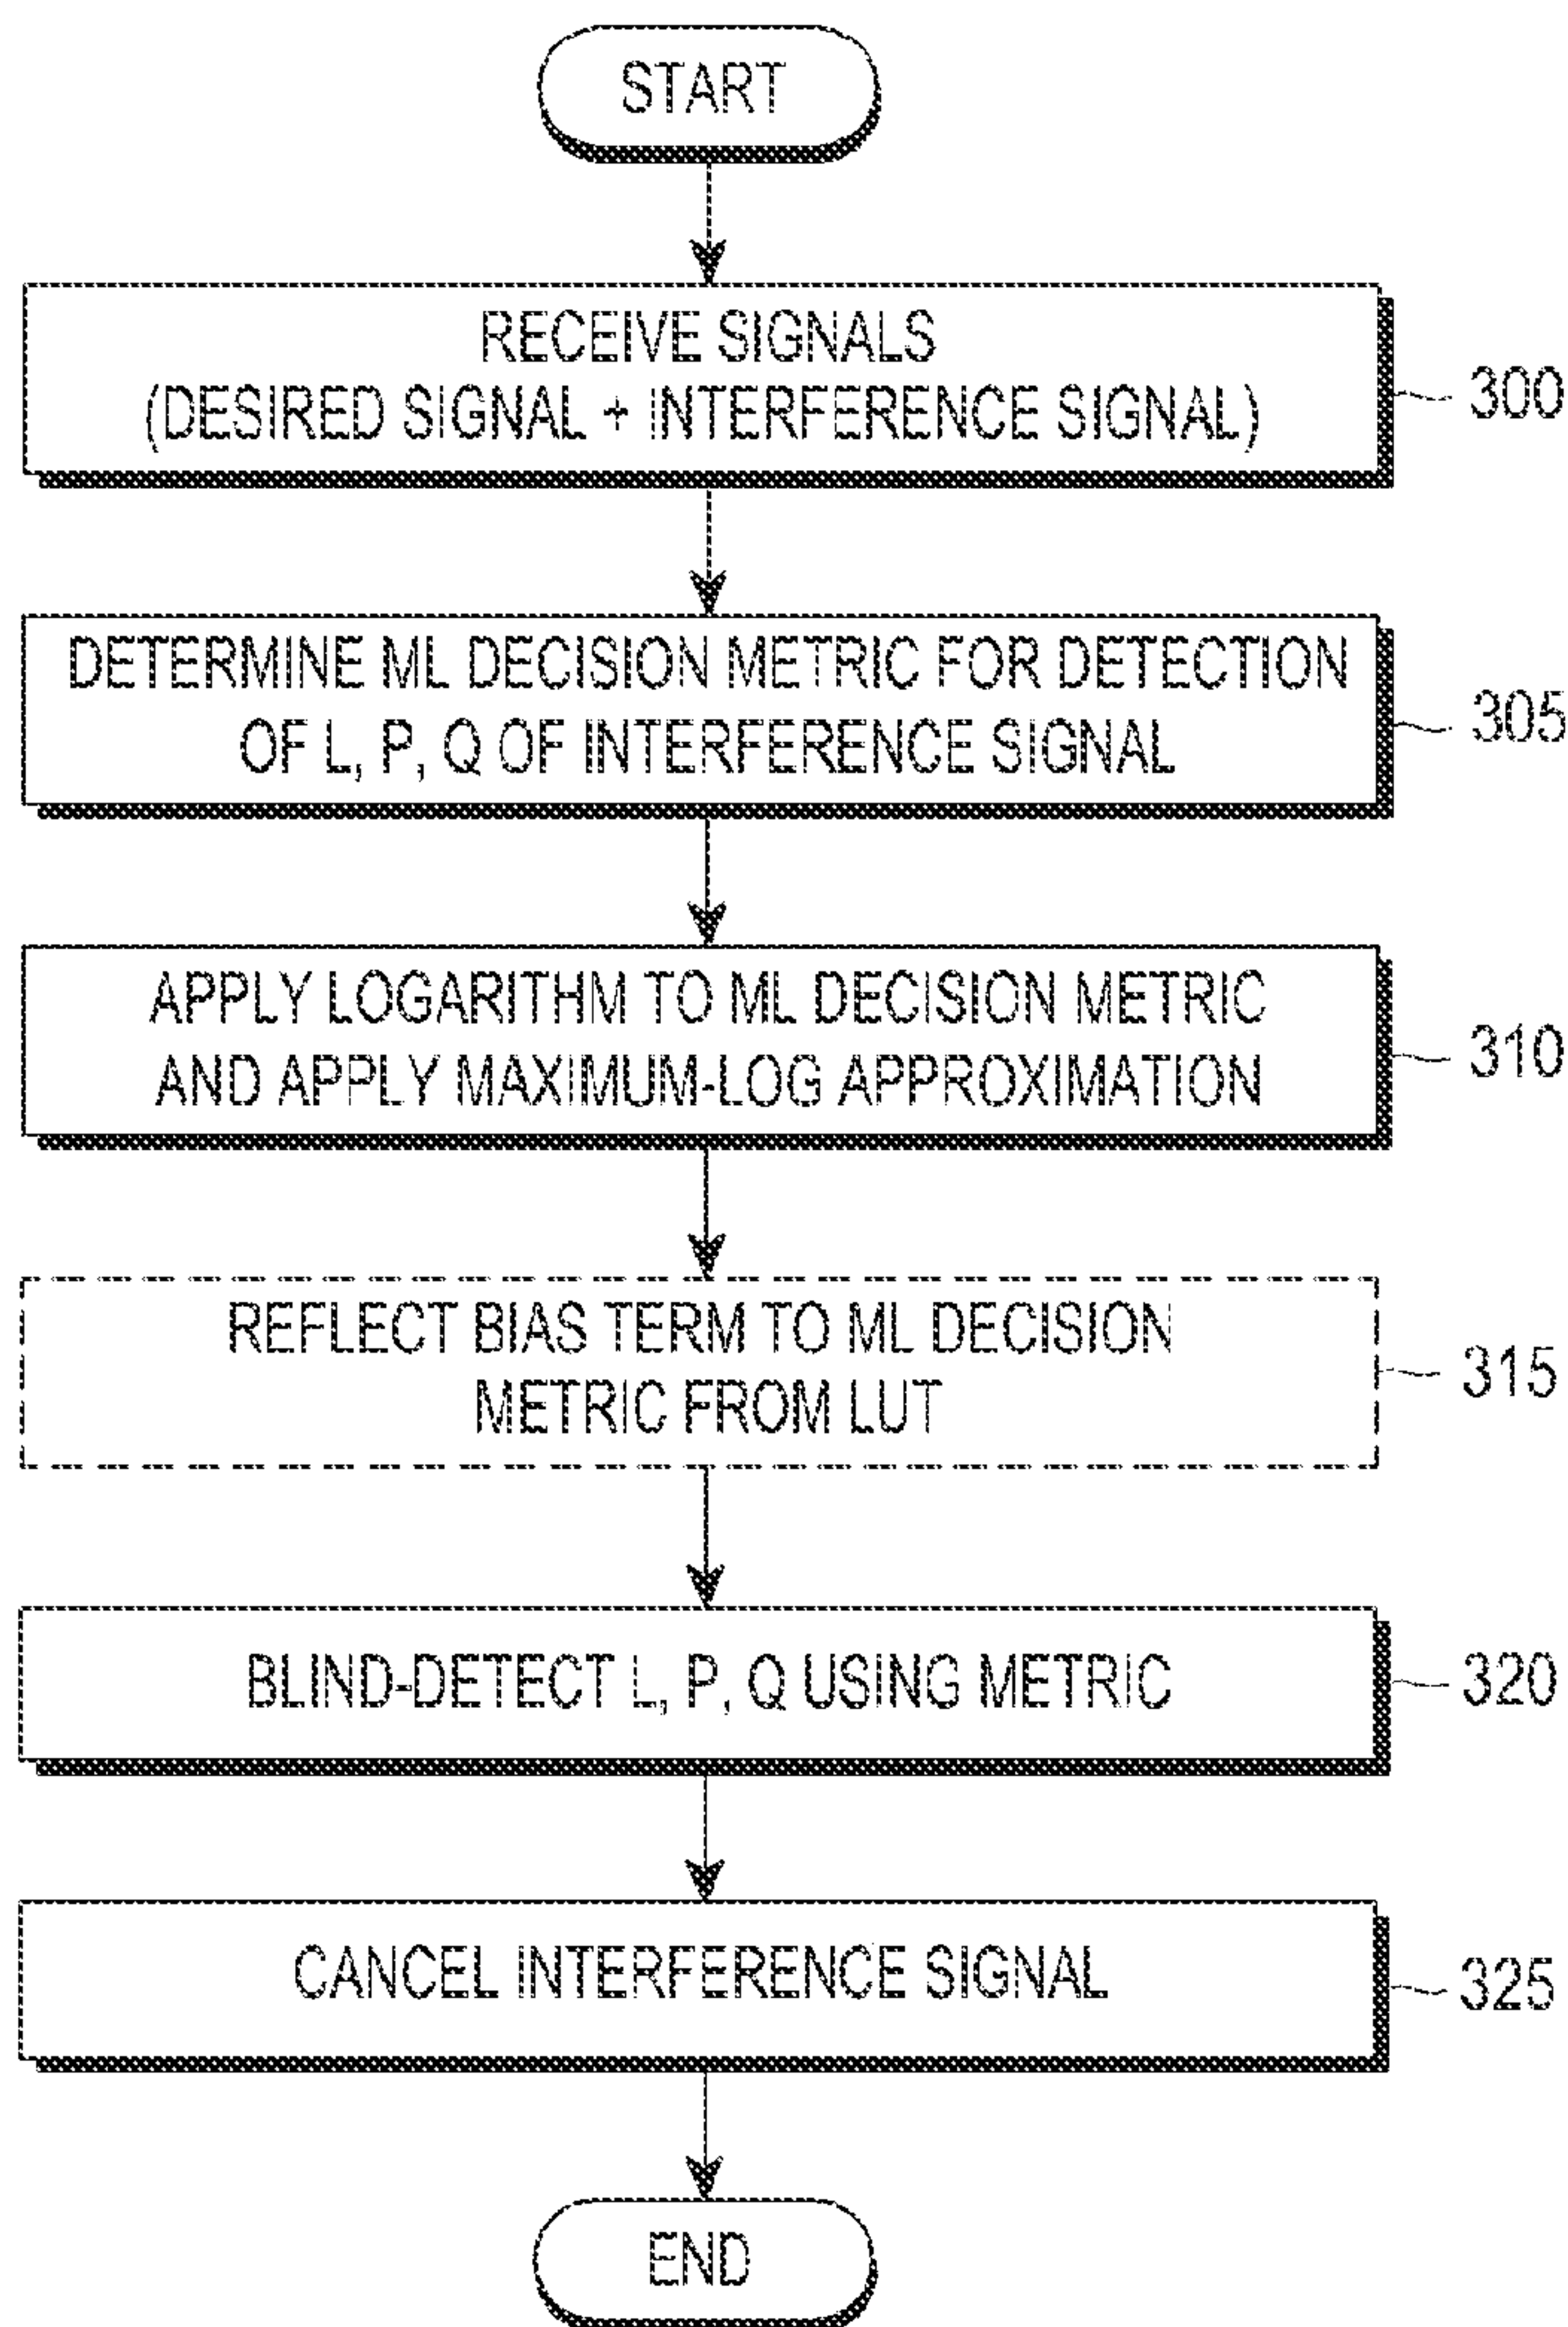 START
RECEIVE SIGNALS
(DESIRED SIGNAL + INTERFERENCE SIGNAL)
300
DETERMINE ML DECISION METRIC FOR DETECTION
OF L, P, Q OF INTERFERENCE SIGNAL
305
APPLY LOGARITHM TO ML DECISION METRIC
AND APPLY MAXIMUM-LOG APPROXIMATION
310
REFLECT BIAS TERM TO ML DECISION
METRIC FROM LUT
315
BLIND-DETECT L, P, Q USING METRIC
320
CANCEL INTERFERENCE SIGNAL
325
END